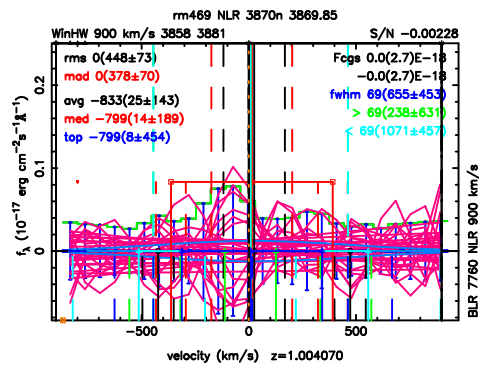 rm469 NLR 3870n 3869.85
WinHW 900 km/s 3858 3881 S/N -0.00228
rms 0(448±73) Fcgs 0.0(2.7)E-18
mad 0(378±70) -0.0(2.7)E-18
avg -833(25±143) fwhm 69(655±453)
med -799(14±189) > 69(238±631)
top -799(8±454) < 69(1071±457)
0.2
0.1
0
fλ (10⁻¹⁷ erg cm⁻²s⁻¹Å⁻¹)
BLR 7760 NLR 900 km/s
-500 0 500
velocity (km/s) z=1.004070